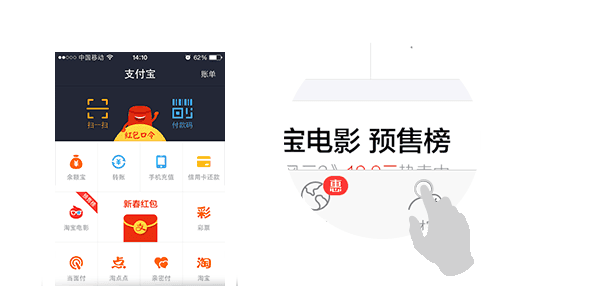 中国移动 14:10 62%
支付宝 账单
扫一扫 付款码
红包口令
余额宝 转账 手机充值 信用卡还款
淘宝电影 新春红包 彩票
支
彩
当面付 淘点点 亲密付 淘宝
点 淘
宝电影 预售榜
惠